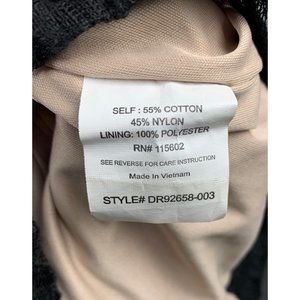 SELF : 55% COTTON
45% NYLON
LINING: 100% POLYESTER
RN# 115602
SEE REVERSE FOR CARE INSTRUCTION
Made In Vietnam
STYLE# DR92658-003